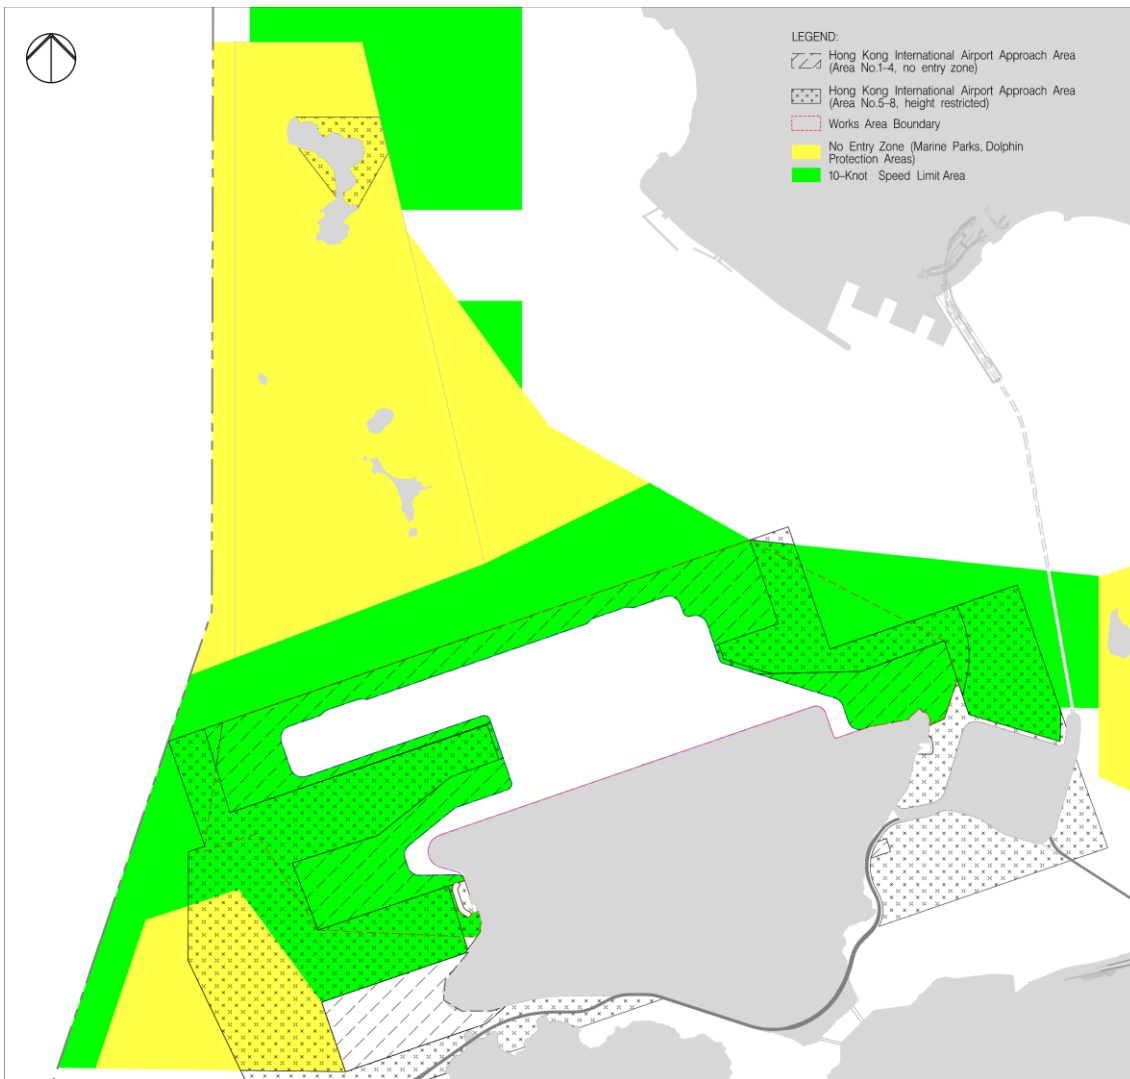 LEGEND:
Hong Kong International Airport Approach Area
(Area No.1–4, no entry zone)
Hong Kong International Airport Approach Area
(Area No.5–8, height restricted)
Works Area Boundary
No Entry Zone (Marine Parks, Dolphin
Protection Areas)
10–Knot Speed Limit Area